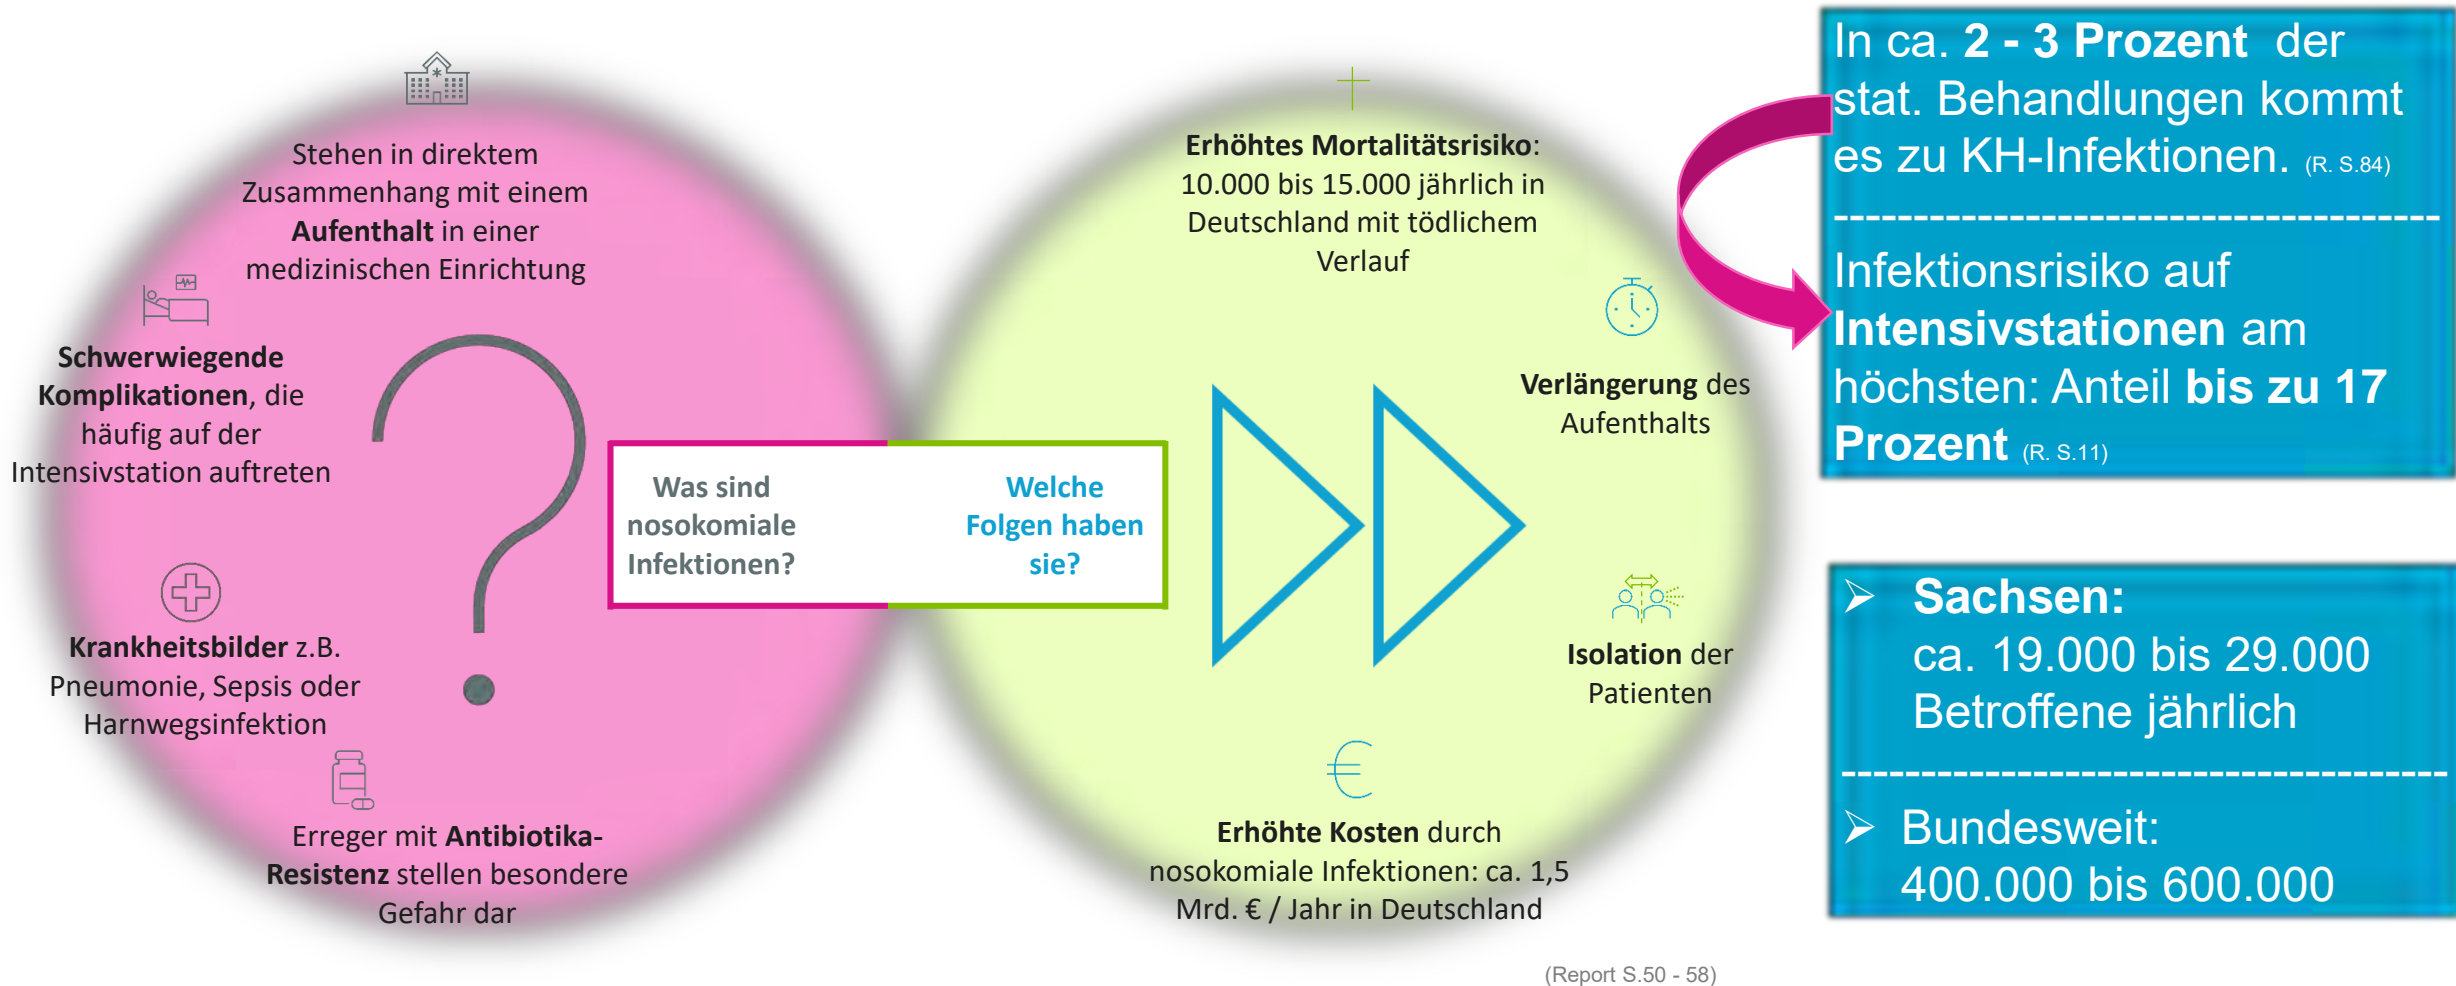 Stehen in direktem
Zusammenhang mit einem
Aufenthalt in einer
medizinischen Einrichtung
Schwerwiegende
Komplikationen, die
häufig auf der
Intensivstation auftreten
Krankheitsbilder z.B.
Pneumonie, Sepsis oder
Harnwegsinfektion
Erreger mit Antibiotika-
Resistenz stellen besondere
Gefahr dar
Was sind
nosokomiale
Infektionen?
Welche
Folgen haben
sie?
Erhöhtes Mortalitätsrisiko:
10.000 bis 15.000 jährlich in
Deutschland mit tödlichem
Verlauf
Verlängerung des
Aufenthalts
Isolation der
Patienten
€
Erhöhte Kosten durch
nosokomiale Infektionen: ca. 1,5
Mrd. € / Jahr in Deutschland
(Report S.50 - 58)
In ca. 2 - 3 Prozent der
stat. Behandlungen kommt
es zu KH-Infektionen. (R. S.84)
--------------------------------------
Infektionsrisiko auf
Intensivstationen am
höchsten: Anteil bis zu 17
Prozent (R. S.11)
➢ Sachsen:
ca. 19.000 bis 29.000
Betroffene jährlich
--------------------------------------
➢ Bundesweit:
400.000 bis 600.000